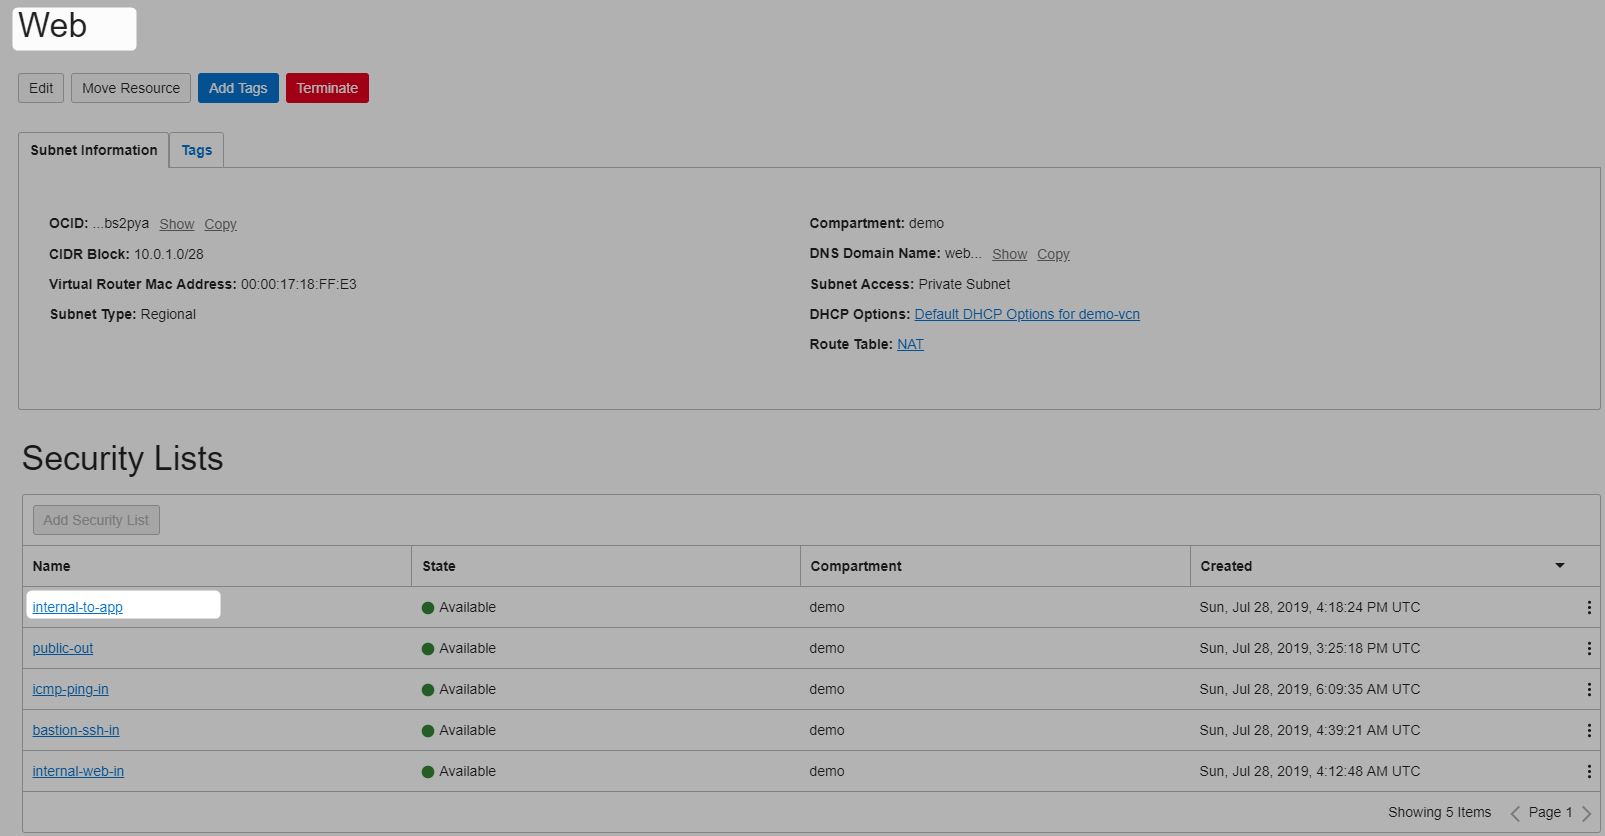 Web
Edit Move Resource Add Tags Terminate
Subnet Information Tags
OCID: ...bs2pya Show Copy
CIDR Block: 10.0.1.0/28
Virtual Router Mac Address: 00:00:17:18:FF:E3
Subnet Type: Regional
Compartment: demo
DNS Domain Name: web... Show Copy
Subnet Access: Private Subnet
DHCP Options: Default DHCP Options for demo-vcn
Route Table: NAT
Security Lists
Add Security List
Name State Compartment Created
internal-to-app Available demo Sun, Jul 28, 2019, 4:18:24 PM UTC
public-out Available demo Sun, Jul 28, 2019, 3:25:18 PM UTC
icmp-ping-in Available demo Sun, Jul 28, 2019, 6:09:35 AM UTC
bastion-ssh-in Available demo Sun, Jul 28, 2019, 4:39:21 AM UTC
internal-web-in Available demo Sun, Jul 28, 2019, 4:12:48 AM UTC
Showing 5 Items Page 1